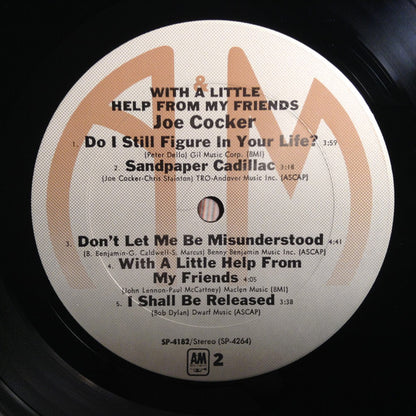 A&M
WITH A LITTLE
HELP FROM MY FRIENDS
Joe Cocker
1. Do I Still Figure In Your Life? 3:59
(Peter Dello) Gil Music Corp. (BMI)
2. Sandpaper Cadillac 3:18
(Joe Cocker-Chris Stainton) TRO-Andover Music Inc. (ASCAP)
3. Don't Let Me Be Misunderstood 4:41
(B. Benjamin-G. Caldwell-S. Marcus) Benny Benjamin Music Inc. (ASCAP)
4. With A Little Help From
My Friends 4:05
(John Lennon-Paul McCartney) Maclen Music (BMI)
5. I Shall Be Released 3:38
(Bob Dylan) Dwarf Music (ASCAP)
SP-4182/Stereo (SP-4264)
A&M 2